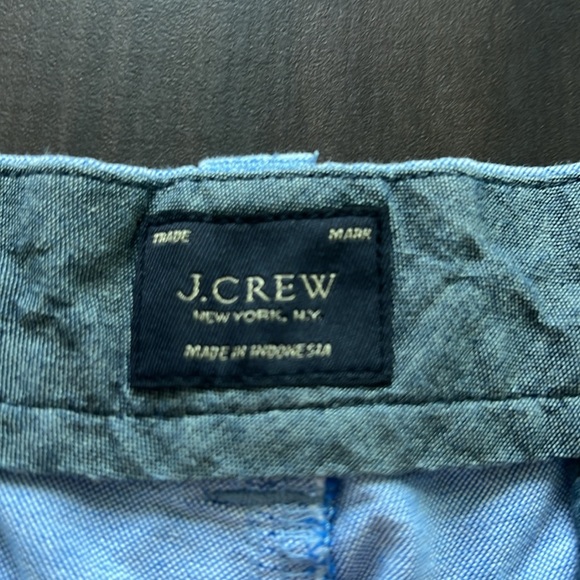 TRADE MARK
J.CREW
NEW YORK, N.Y.
MADE IN INDONESIA